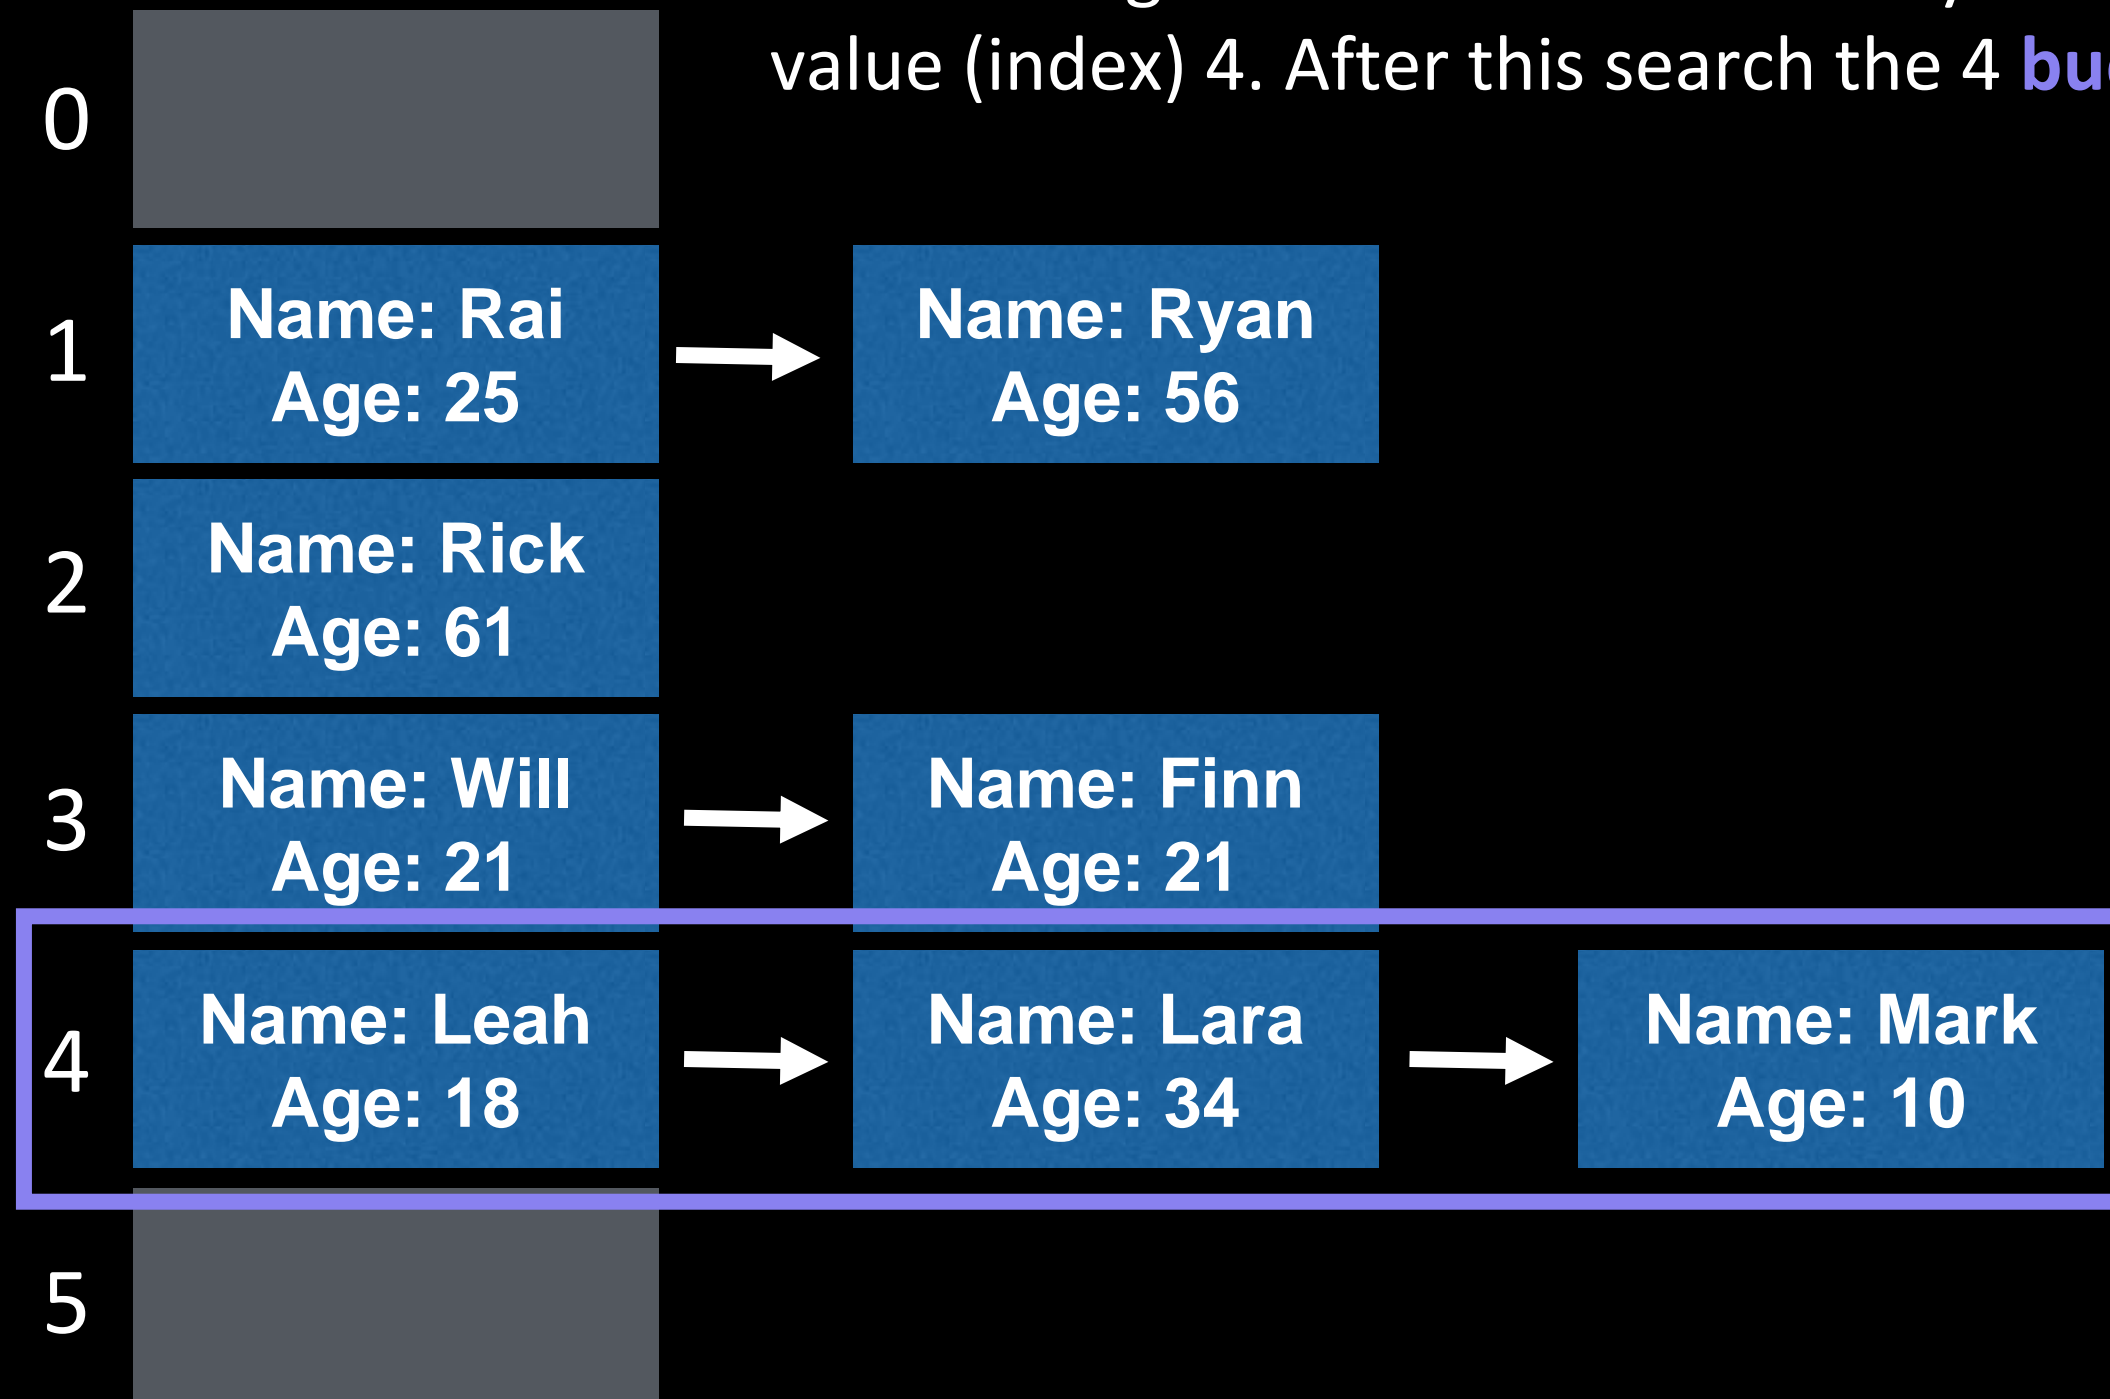 value (index) 4. After this search the 4
0
1
Name: Rai
Age: 25
Name: Ryan
Age: 56
2
Name: Rick
Age: 61
3
Name: Will
Age: 21
Name: Finn
Age: 21
4
Name: Leah
Age: 18
Name: Lara
Age: 34
Name: Mark
Age: 10
5